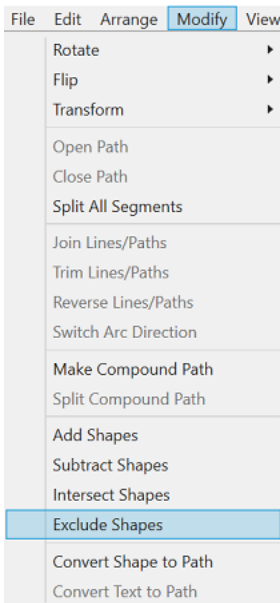 File Edit Arrange Modify View
Rotate
Flip
Transform
Open Path
Close Path
Split All Segments
Join Lines/Paths
Trim Lines/Paths
Reverse Lines/Paths
Switch Arc Direction
Make Compound Path
Split Compound Path
Add Shapes
Subtract Shapes
Intersect Shapes
Exclude Shapes
Convert Shape to Path
Convert Text to Path